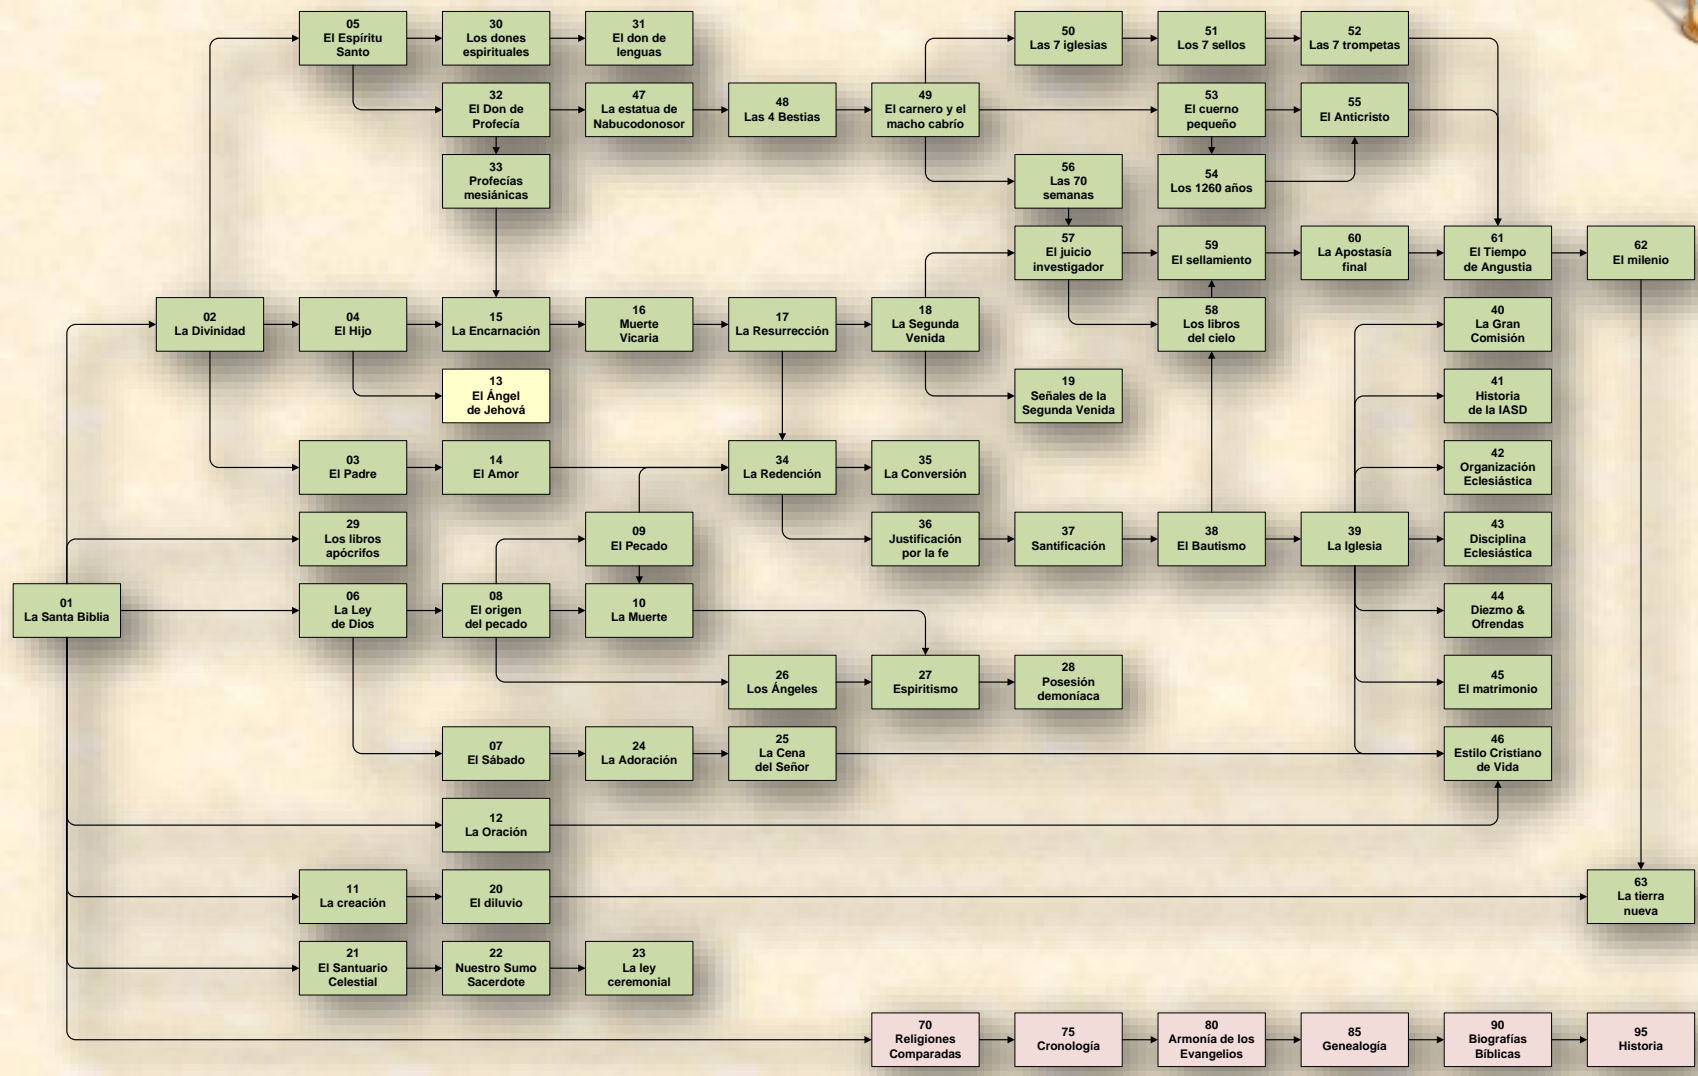 05
El Espíritu
Santo
30
Los dones
espirituales
31
El don de
lenguas
50
Las 7 iglesias
51
Los 7 sellos
52
Las 7 trompetas
32
El Don de
Profecía
47
La estatua de
Nabucodonosor
48
Las 4 Bestias
49
El carnero y el
macho cabrío
53
El cuerno
pequeño
55
El Anticristo
33
Profecías
mesiánicas
56
Las 70
semanas
54
Los 1260 años
57
El juicio
investigador
59
El sellamiento
60
La Apostasía
final
61
El Tiempo
de Angustia
62
El milenio
02
La Divinidad
04
El Hijo
15
La Encarnación
16
Muerte
Vicaria
17
La Resurrección
18
La Segunda
Venida
58
Los libros
del cielo
40
La Gran
Comisión
13
El Ángel
de Jehová
19
Señales de la
Segunda Venida
41
Historia
de la IASD
03
El Padre
14
El Amor
34
La Redención
35
La Conversión
42
Organización
Eclesiástica
29
Los libros
apócrifos
09
El Pecado
36
Justificación
por la fe
37
Santificación
38
El Bautismo
39
La Iglesia
43
Disciplina
Eclesiástica
01
La Santa Biblia
06
La Ley
de Dios
08
El origen
del pecado
10
La Muerte
44
Diezmo &
Ofrendas
26
Los Ángeles
27
Espiritismo
28
Posesión
demoníaca
45
El matrimonio
07
El Sábado
24
La Adoración
25
La Cena
del Señor
46
Estilo Cristiano
de Vida
12
La Oración
11
La creación
20
El diluvio
63
La tierra
nueva
21
El Santuario
Celestial
22
Nuestro Sumo
Sacerdote
23
La ley
ceremonial
70
Religiones
Comparadas
75
Cronología
80
Armonía de los
Evangelios
85
Genealogía
90
Biografías
Bíblicas
95
Historia